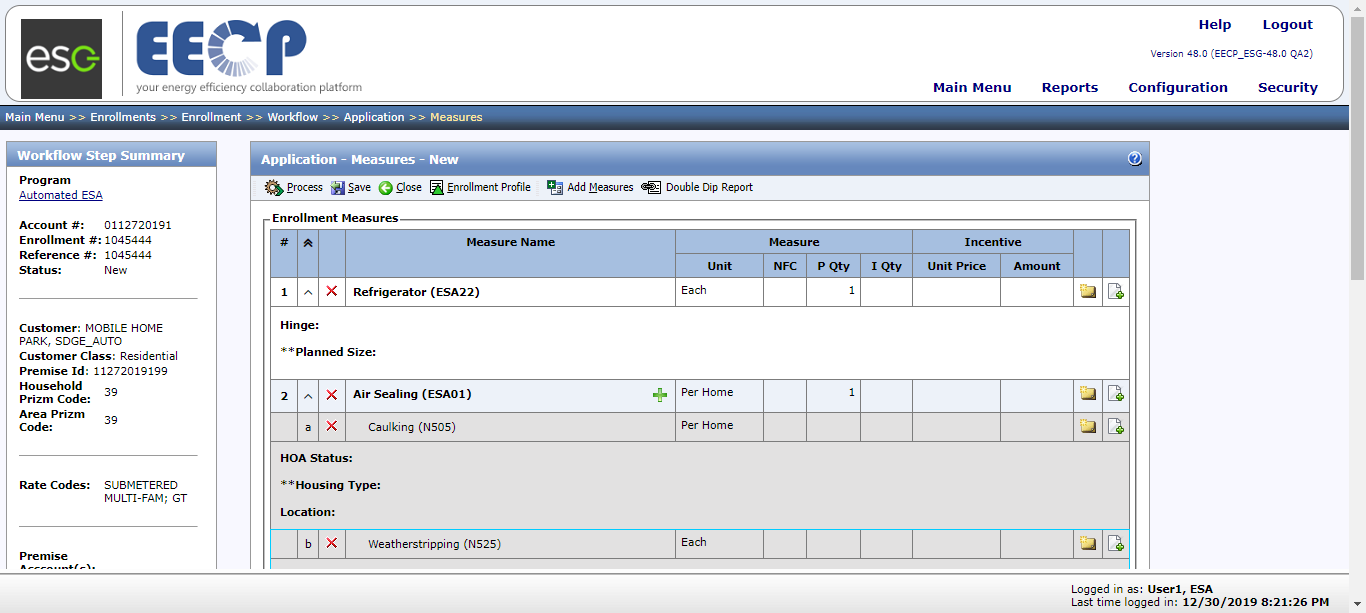 esg
EECP
your energy efficiency collaboration platform
Help Logout
Version 48.0 (EECP_ESG-48.0 QA2)
Main Menu Reports Configuration Security
Main Menu >> Enrollments >> Enrollment >> Workflow >> Application >> Measures
Workflow Step Summary
Program
Automated ESA
Account #: 0112720191
Enrollment #: 1045444
Reference #: 1045444
Status: New
Customer: MOBILE HOME
PARK, SDGE_AUTO
Customer Class: Residential
Premise Id: 11272019199
Household
Prizm Code: 39
Area Prizm
Code: 39
Rate Codes: SUBMETERED
MULTI-FAM; GT
Premise
Account(s):
Application - Measures - New
Process Save Close Enrollment Profile Add Measures Double Dip Report
Enrollment Measures
# Measure Name Measure Incentive
Unit NFC P Qty I Qty Unit Price Amount
1 Refrigerator (ESA22) Each 1
Hinge:
**Planned Size:
2 Air Sealing (ESA01) Per Home 1
a Caulking (N505) Per Home
HOA Status:
**Housing Type:
Location:
b Weatherstripping (N525) Each
Logged in as: User1, ESA
Last time logged in: 12/30/2019 8:21:26 PM